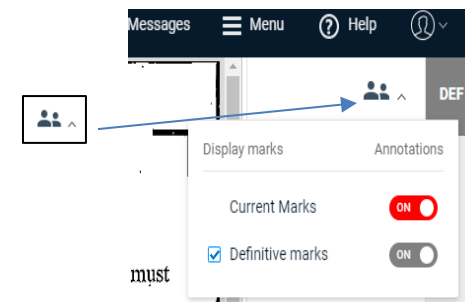 Messages Menu Help
DEF
Display marks Annotations
Current Marks ON
Definitive marks ON
must